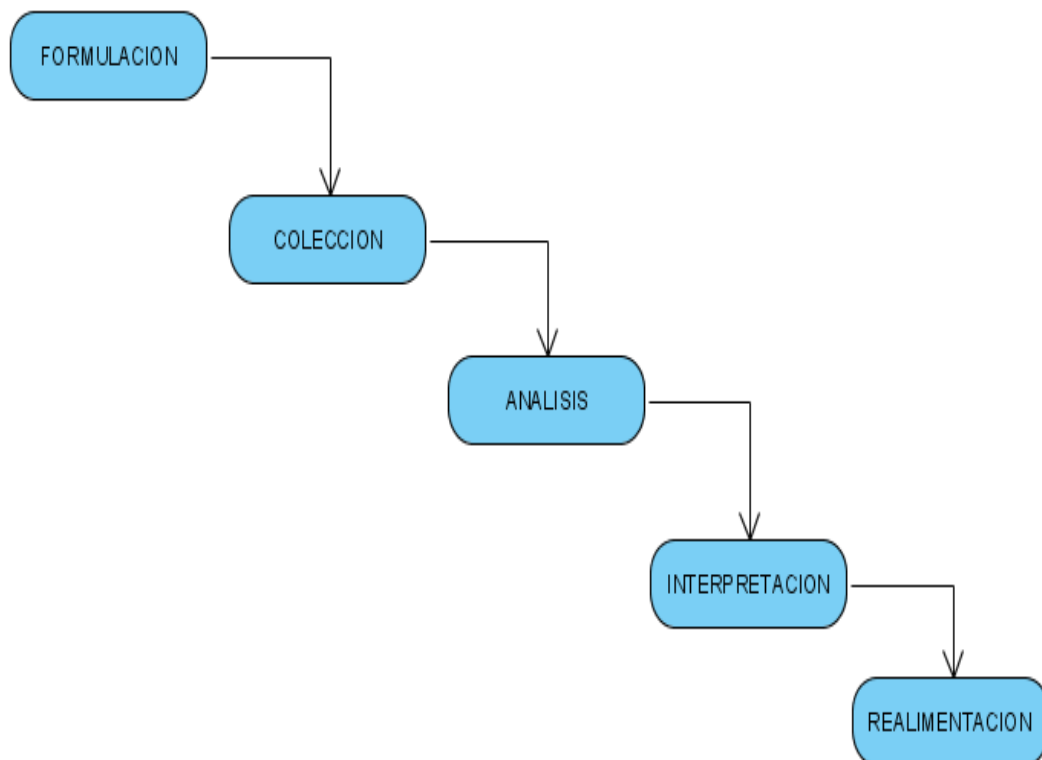 FORMULACION
COLECCION
ANALISIS
INTERPRETACION
REALIMENTACION